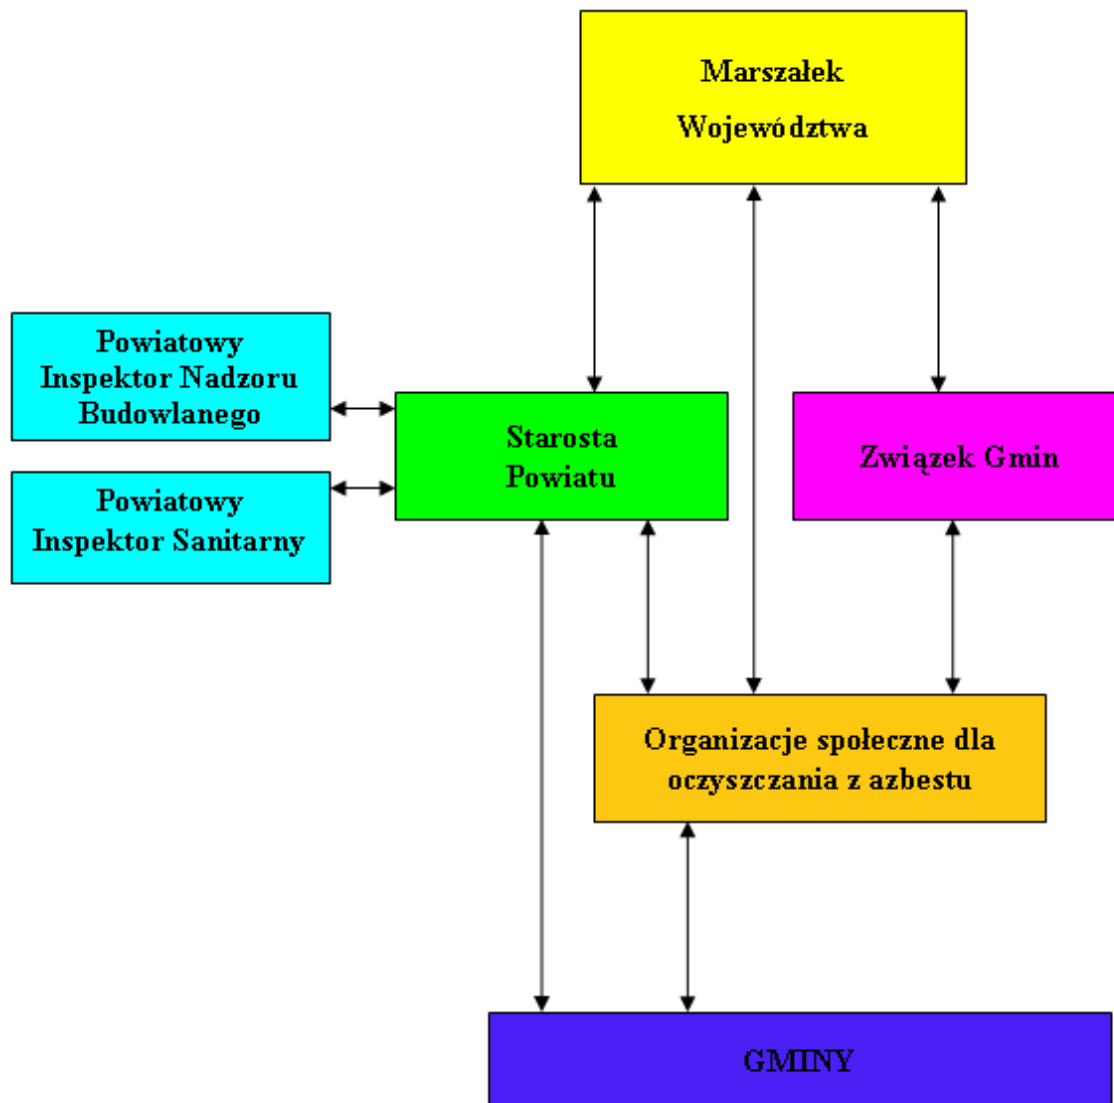 Marszałek
Województwa
Powiatowy
Inspektor Nadzoru
Budowlanego
Starosta
Powiatu
Związek Gmin
Powiatowy
Inspektor Sanitarny
Organizacje społeczne dla
oczyszczania z azbestu
GMINY